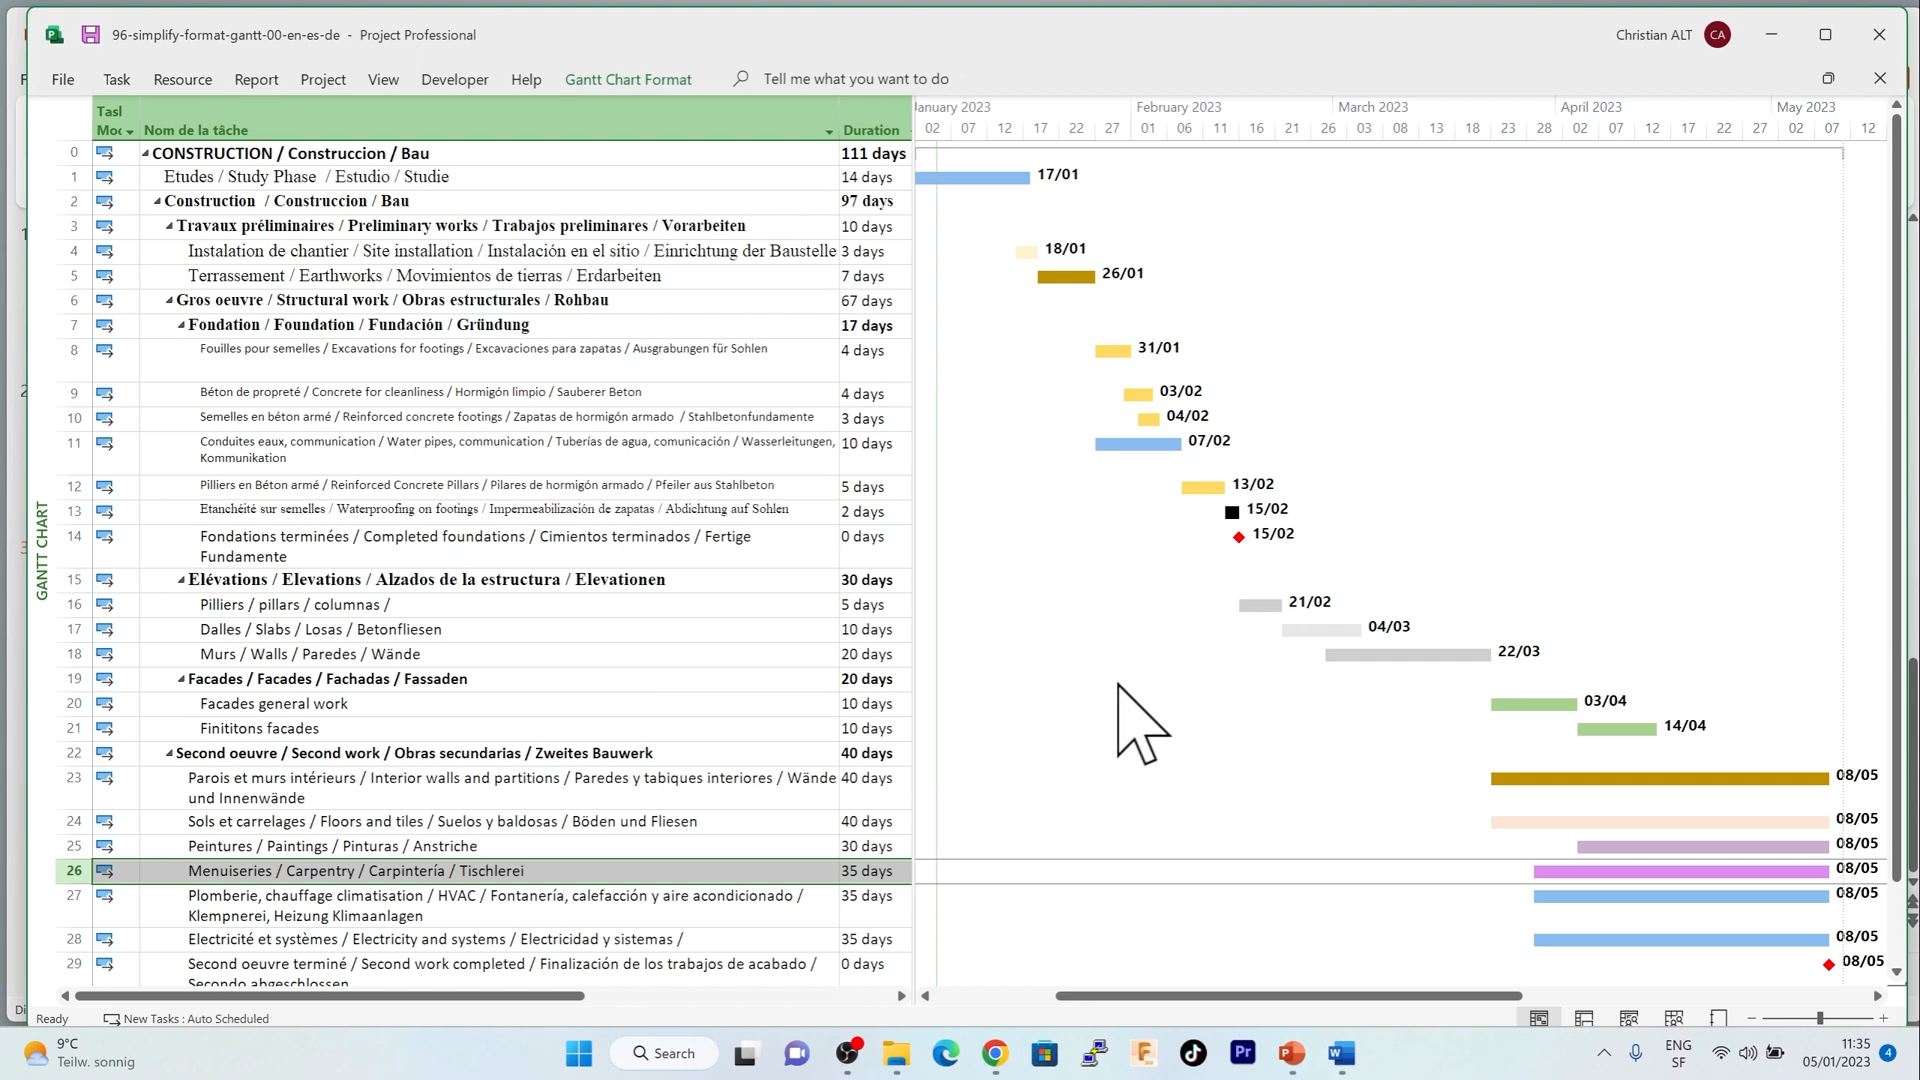 96-simplify-format-gantt-00-en-es-de - Project Professional
Christian ALT CA
File Task Resource Report Project View Developer Help Gantt Chart Format Tell me what you want to do
anuary 2023 February 2023 March 2023 April 2023 May 2023
Nom de la tâche Duration
02 07 12 17 22 27 01 06 11 16 21 26 03 08 13 18 23 28 02 07 12 17 22 27 02 07 12
0 CONSTRUCTION / Construccion / Bau 111 days
1 Etudes / Study Phase / Estudio / Studie 14 days 17/01
2 Construction / Construccion / Bau 97 days
3 Travaux préliminaires / Preliminary works / Trabajos preliminares / Vorarbeiten 10 days
4 Instalation de chantier / Site installation / Instalación en el sitio / Einrichtung der Baustelle 3 days 18/01
5 Terrassement / Earthworks / Movimientos de tierras / Erdarbeiten 7 days 26/01
6 Gros oeuvre / Structural work / Obras estructurales / Rohbau 67 days
7 Fondation / Foundation / Fundación / Gründung 17 days
8 Fouilles pour semelles / Excavations for footings / Excavaciones para zapatas / Ausgrabungen für Sohlen 4 days 31/01
9 Béton de propreté / Concrete for cleanliness / Hormigón limpio / Sauberer Beton 4 days 03/02
10 Semelles en béton armé / Reinforced concrete footings / Zapatas de hormigón armado / Stahlbetonfundamente 3 days 04/02
11 Conduites eaux, communication / Water pipes, communication / Tuberías de agua, comunicación / Wasserleitungen, 10 days 07/02
Kommunikation
12 Pilliers en Béton armé / Reinforced Concrete Pillars / Pilares de hormigón armado / Pfeiler aus Stahlbeton 5 days 13/02
13 Etanchéité sur semelles / Waterproofing on footings / Impermeabilización de zapatas / Abdichtung auf Sohlen 2 days 15/02
14 Fondations terminées / Completed foundations / Cimientos terminados / Fertige 0 days 15/02
Fundamente
15 Elévations / Elevations / Alzados de la estructura / Elevationen 30 days
16 Pilliers / pillars / columnas / 5 days 21/02
17 Dalles / Slabs / Losas / Betonfliesen 10 days 04/03
18 Murs / Walls / Paredes / Wände 20 days 22/03
19 Facades / Facades / Fachadas / Fassaden 20 days
20 Facades general work 10 days 03/04
21 Finititons facades 10 days 14/04
22 Second oeuvre / Second work / Obras secundarias / Zweites Bauwerk 40 days
23 Parois et murs intérieurs / Interior walls and partitions / Paredes y tabiques interiores / Wände 40 days 08/05
und Innenwände
24 Sols et carrelages / Floors and tiles / Suelos y baldosas / Böden und Fliesen 40 days 08/05
25 Peintures / Paintings / Pinturas / Anstriche 30 days 08/05
26 Menuiseries / Carpentry / Carpintería / Tischlerei 35 days 08/05
27 Plomberie, chauffage climatisation / HVAC / Fontanería, calefacción y aire acondicionado / 35 days 08/05
Klempnerei, Heizung Klimaanlagen
28 Electricité et systèmes / Electricity and systems / Electricidad y sistemas / 35 days 08/05
29 Second oeuvre terminé / Second work completed / Finalización de los trabajos de acabado / 0 days 08/05
Secondo abgeschlossen
GANTT CHART
Ready New Tasks : Auto Scheduled
9°C
Teilw. sonnig
Search
Pr
ENG
SF
11:35
05/01/2023
4